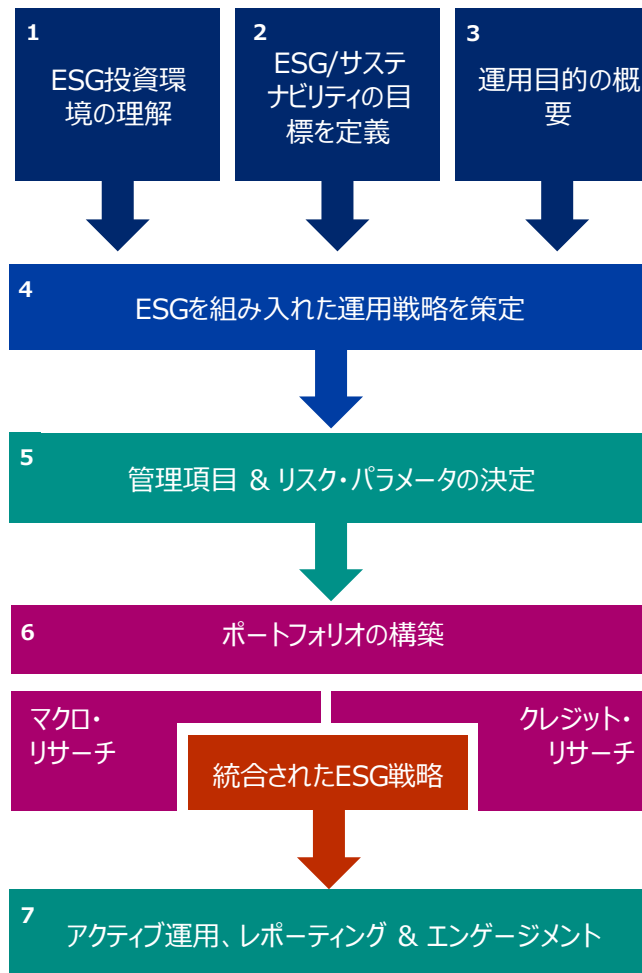 1
ESG投資環
境の理解
2
ESG/サステ
ナビリティの目
標を定義
3
運用目的の概
要
4
ESGを組み入れた運用戦略を策定
5
管理項目 & リスク・パラメータの決定
6
ポートフォリオの構築
マクロ・
リサーチ
クレジット・
リサーチ
統合されたESG戦略
7
アクティブ運用、レポーティング & エンゲージメント